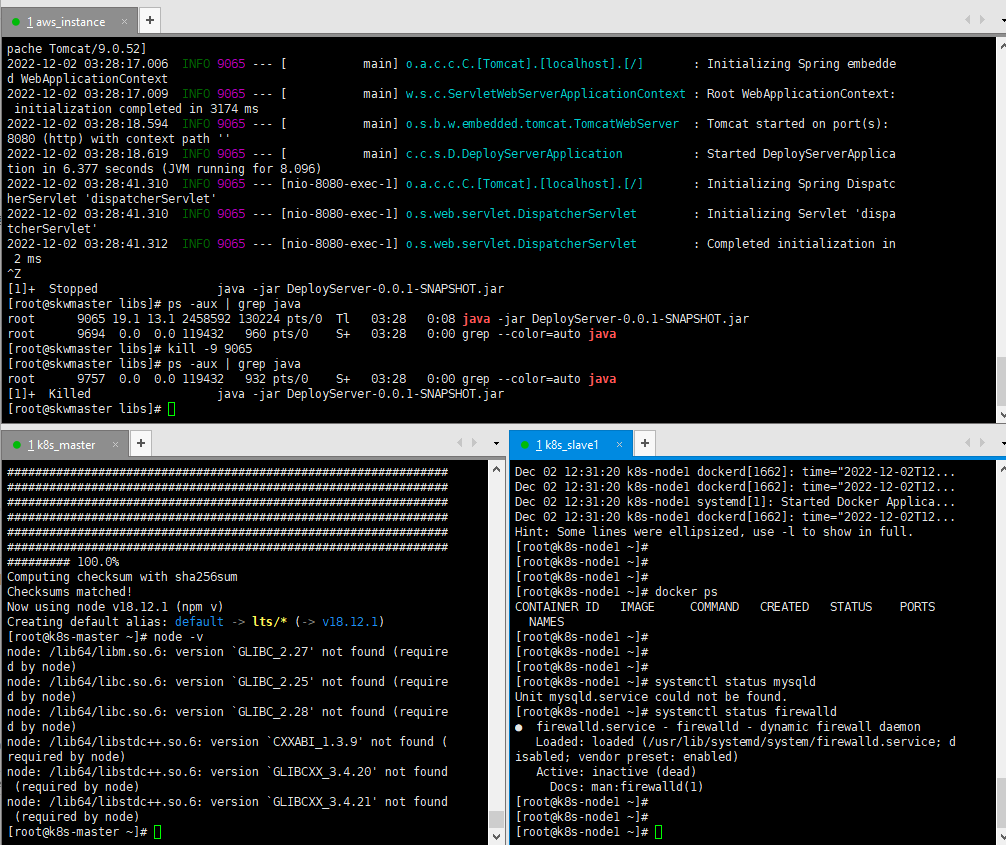 1 aws_instance × +
pache Tomcat/9.0.52]
2022-12-02 03:28:17.006  INFO 9065 --- [           main] o.a.c.c.C.[Tomcat].[localhost].[/]       : Initializing Spring embedde
d WebApplicationContext
2022-12-02 03:28:17.009  INFO 9065 --- [           main] w.s.c.ServletWebServerApplicationContext : Root WebApplicationContext:
 initialization completed in 3174 ms
2022-12-02 03:28:18.594  INFO 9065 --- [           main] o.s.b.w.embedded.tomcat.TomcatWebServer  : Tomcat started on port(s):
8080 (http) with context path ''
2022-12-02 03:28:18.619  INFO 9065 --- [           main] c.c.s.D.DeployServerApplication          : Started DeployServerApplica
tion in 6.377 seconds (JVM running for 8.096)
2022-12-02 03:28:41.310  INFO 9065 --- [nio-8080-exec-1] o.a.c.c.C.[Tomcat].[localhost].[/]       : Initializing Spring Dispatc
herServlet 'dispatcherServlet'
2022-12-02 03:28:41.310  INFO 9065 --- [nio-8080-exec-1] o.s.web.servlet.DispatcherServlet        : Initializing Servlet 'dispa
tcherServlet'
2022-12-02 03:28:41.312  INFO 9065 --- [nio-8080-exec-1] o.s.web.servlet.DispatcherServlet        : Completed initialization in
 2 ms
^Z
[1]+  Stopped                 java -jar DeployServer-0.0.1-SNAPSHOT.jar
[root@skwmaster libs]# ps -aux | grep java
root      9065 19.1 13.1 2458592 130224 pts/0  Tl   03:28   0:08 java -jar DeployServer-0.0.1-SNAPSHOT.jar
root      9694  0.0  0.0 119432   960 pts/0    S+   03:28   0:00 grep --color=auto java
[root@skwmaster libs]# kill -9 9065
[root@skwmaster libs]# ps -aux | grep java
root      9757  0.0  0.0 119432   932 pts/0    S+   03:28   0:00 grep --color=auto java
[1]+  Killed                  java -jar DeployServer-0.0.1-SNAPSHOT.jar
[root@skwmaster libs]#
1 k8s_master × +
###############################################################
###############################################################
###############################################################
###############################################################
###############################################################
###############################################################
######### 100.0%
Computing checksum with sha256sum
Checksums matched!
Now using node v18.12.1 (npm v)
Creating default alias: default -> lts/* (-> v18.12.1)
[root@k8s-master ~]# node -v
node: /lib64/libm.so.6: version `GLIBC_2.27' not found (require
d by node)
node: /lib64/libc.so.6: version `GLIBC_2.25' not found (require
d by node)
node: /lib64/libc.so.6: version `GLIBC_2.28' not found (require
d by node)
node: /lib64/libstdc++.so.6: version `CXXABI_1.3.9' not found (
required by node)
node: /lib64/libstdc++.so.6: version `GLIBCXX_3.4.20' not found
 (required by node)
node: /lib64/libstdc++.so.6: version `GLIBCXX_3.4.21' not found
 (required by node)
[root@k8s-master ~]#
1 k8s_slave1 × +
Dec 02 12:31:20 k8s-node1 dockerd[1662]: time="2022-12-02T12...
Dec 02 12:31:20 k8s-node1 dockerd[1662]: time="2022-12-02T12...
Dec 02 12:31:20 k8s-node1 systemd[1]: Started Docker Applica...
Dec 02 12:31:20 k8s-node1 dockerd[1662]: time="2022-12-02T12...
Hint: Some lines were ellipsized, use -l to show in full.
[root@k8s-node1 ~]#
[root@k8s-node1 ~]#
[root@k8s-node1 ~]#
[root@k8s-node1 ~]# docker ps
CONTAINER ID   IMAGE     COMMAND   CREATED   STATUS    PORTS
  NAMES
[root@k8s-node1 ~]#
[root@k8s-node1 ~]#
[root@k8s-node1 ~]#
[root@k8s-node1 ~]# systemctl status mysqld
Unit mysqld.service could not be found.
[root@k8s-node1 ~]# systemctl status firewalld
● firewalld.service - firewalld - dynamic firewall daemon
   Loaded: loaded (/usr/lib/systemd/system/firewalld.service; d
isabled; vendor preset: enabled)
   Active: inactive (dead)
     Docs: man:firewalld(1)
[root@k8s-node1 ~]#
[root@k8s-node1 ~]#
[root@k8s-node1 ~]#